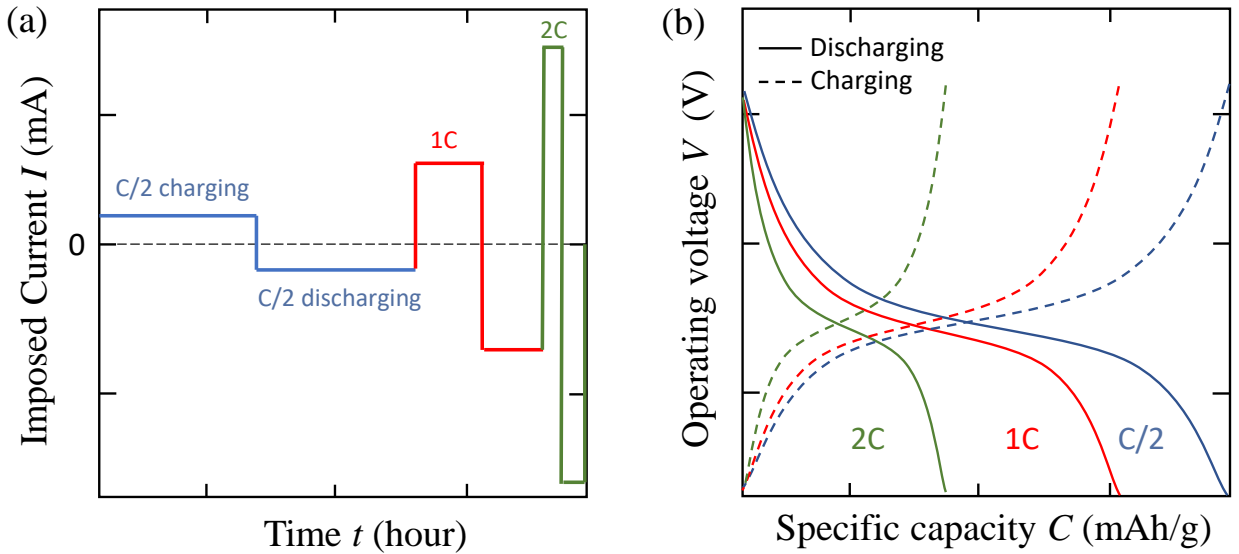 (a)
Imposed Current I (mA)
0
C/2 charging
C/2 discharging
1C
2C
Time t (hour)
(b)
Operating voltage V (V)
Discharging
Charging
2C
1C
C/2
Specific capacity C (mAh/g)